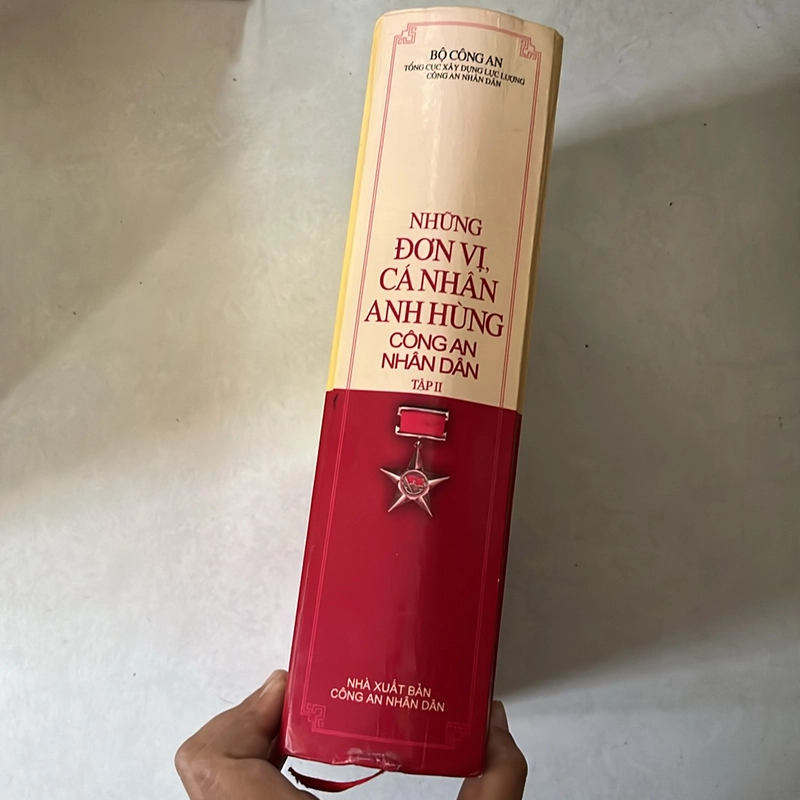 BỘ CÔNG AN
TỔNG CỤC XÂY DỰNG LỰC LƯỢNG
CÔNG AN NHÂN DÂN
NHỮNG
ĐƠN VỊ,
CÁ NHÂN
ANH HÙNG
CÔNG AN
NHÂN DÂN
TẬP II
NHÀ XUẤT BẢN
CÔNG AN NHÂN DÂN